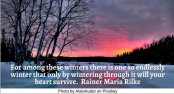 For among these winters there is one so endlessly
winter that only by wintering through it will your
heart survive. Rainer Maria Rilke
Photo by AlainAudet on Pixabay